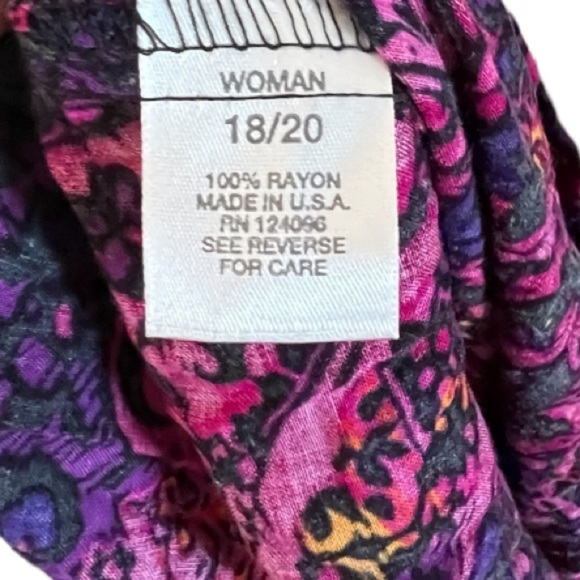 WOMAN
18/20
100% RAYON
MADE IN U.S.A.
RN 124096
SEE REVERSE
FOR CARE